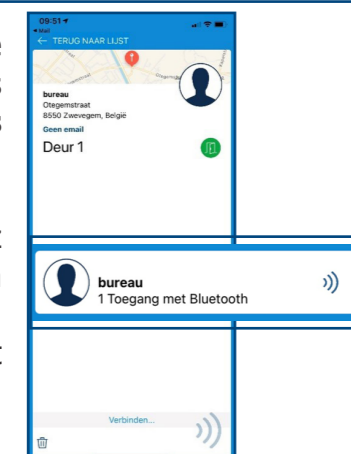 09:51
Mail
← TERUG NAAR LIJST
bureau
Otegemstraat
8550 Zwevegem, België
Geen email
Deur 1
bureau
1 Toegang met Bluetooth
Verbinden...